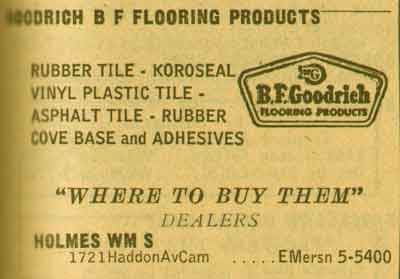 GOODRICH B F FLOORING PRODUCTS
RUBBER TILE - KOROSEAL
VINYL PLASTIC TILE -
ASPHALT TILE - RUBBER
COVE BASE and ADHESIVES
B.F.Goodrich
FLOORING PRODUCTS
"WHERE TO BUY THEM"
DEALERS
HOLMES WM S
1721HaddonAvCam .....EMersn 5-5400